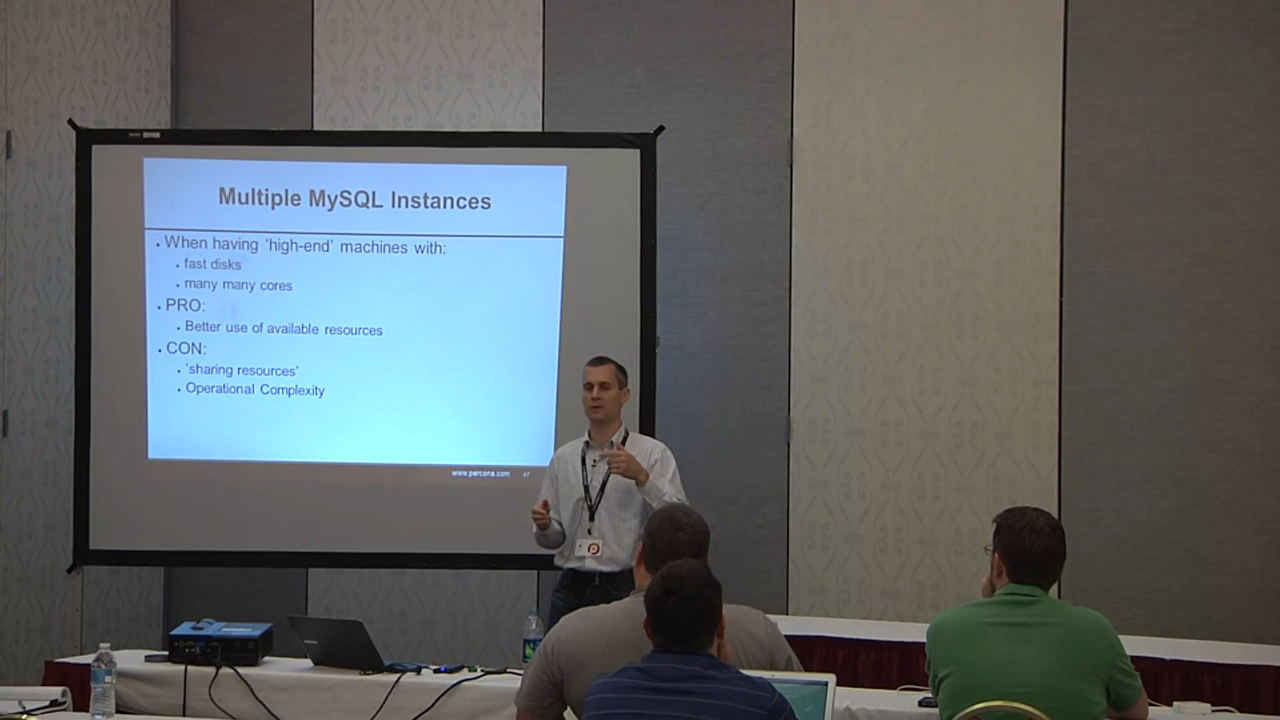 Multiple MySQL Instances
When having 'high-end' machines with:
fast disks
many many cores
PRO:
Better use of available resources
CON:
'sharing resources'
Operational Complexity
www.percona.com 47